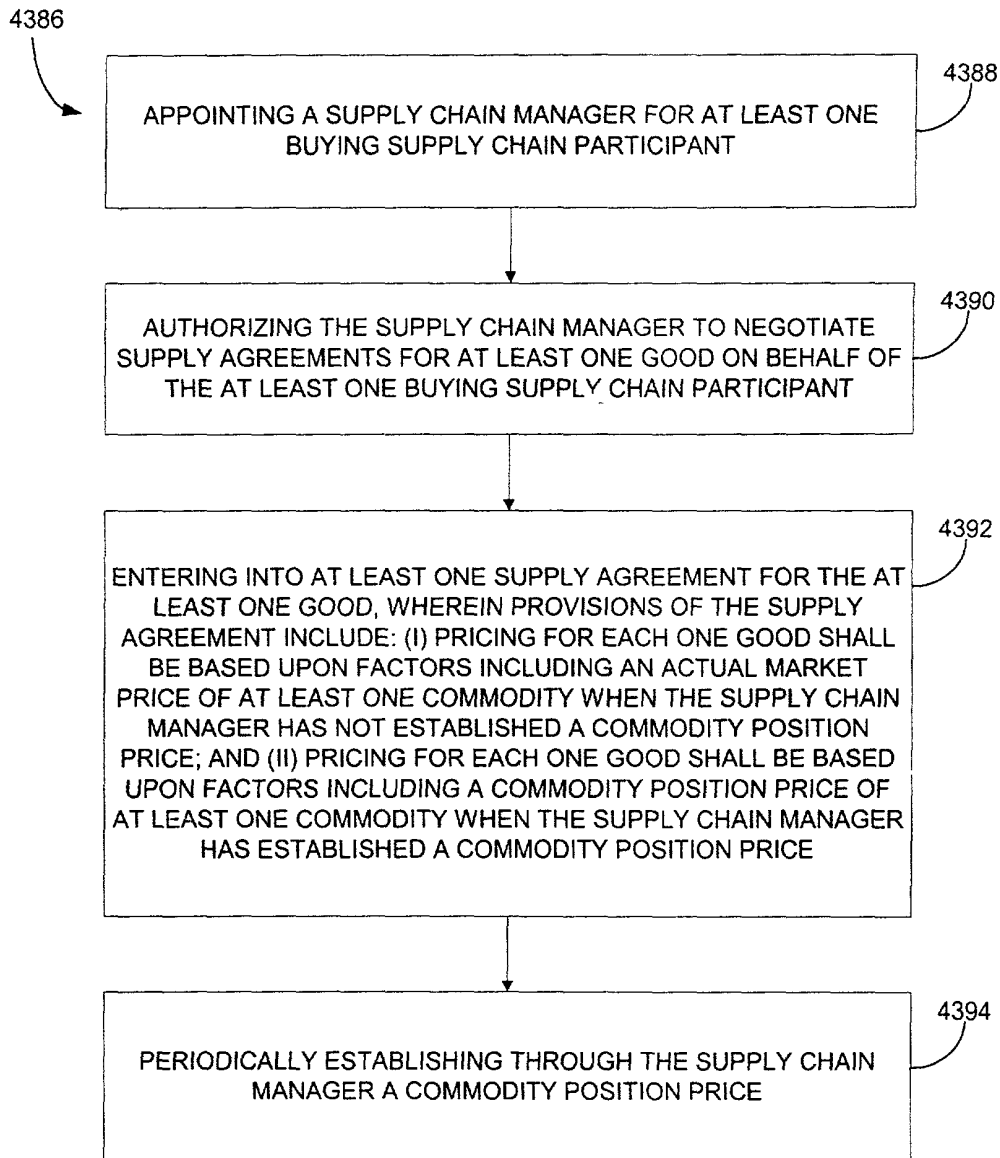 4386
4388
APPOINTING A SUPPLY CHAIN MANAGER FOR AT LEAST ONE
BUYING SUPPLY CHAIN PARTICIPANT
4390
AUTHORIZING THE SUPPLY CHAIN MANAGER TO NEGOTIATE
SUPPLY AGREEMENTS FOR AT LEAST ONE GOOD ON BEHALF OF
THE AT LEAST ONE BUYING SUPPLY CHAIN PARTICIPANT
4392
ENTERING INTO AT LEAST ONE SUPPLY AGREEMENT FOR THE AT
LEAST ONE GOOD, WHEREIN PROVISIONS OF THE SUPPLY
AGREEMENT INCLUDE: (I) PRICING FOR EACH ONE GOOD SHALL
BE BASED UPON FACTORS INCLUDING AN ACTUAL MARKET
PRICE OF AT LEAST ONE COMMODITY WHEN THE SUPPLY CHAIN
MANAGER HAS NOT ESTABLISHED A COMMODITY POSITION
PRICE; AND (II) PRICING FOR EACH ONE GOOD SHALL BE BASED
UPON FACTORS INCLUDING A COMMODITY POSITION PRICE OF
AT LEAST ONE COMMODITY WHEN THE SUPPLY CHAIN MANAGER
HAS ESTABLISHED A COMMODITY POSITION PRICE
4394
PERIODICALLY ESTABLISHING THROUGH THE SUPPLY CHAIN
MANAGER A COMMODITY POSITION PRICE